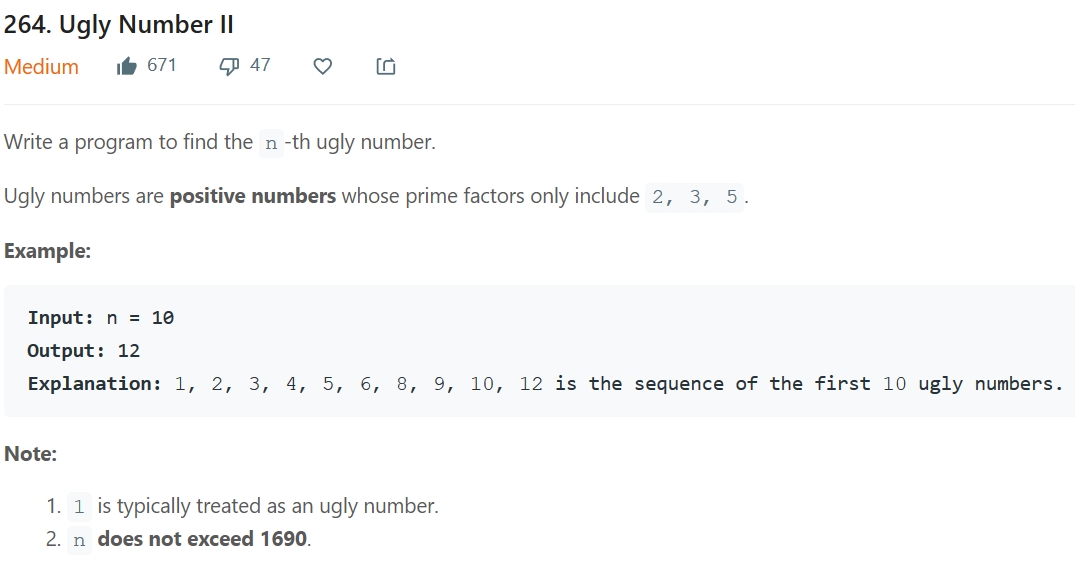 264. Ugly Number II
Medium 671 47
Write a program to find the n -th ugly number.
Ugly numbers are positive numbers whose prime factors only include 2, 3, 5.
Example:
Input: n = 10
Output: 12
Explanation: 1, 2, 3, 4, 5, 6, 8, 9, 10, 12 is the sequence of the first 10 ugly numbers.
Note:
1. 1 is typically treated as an ugly number.
2. n does not exceed 1690.